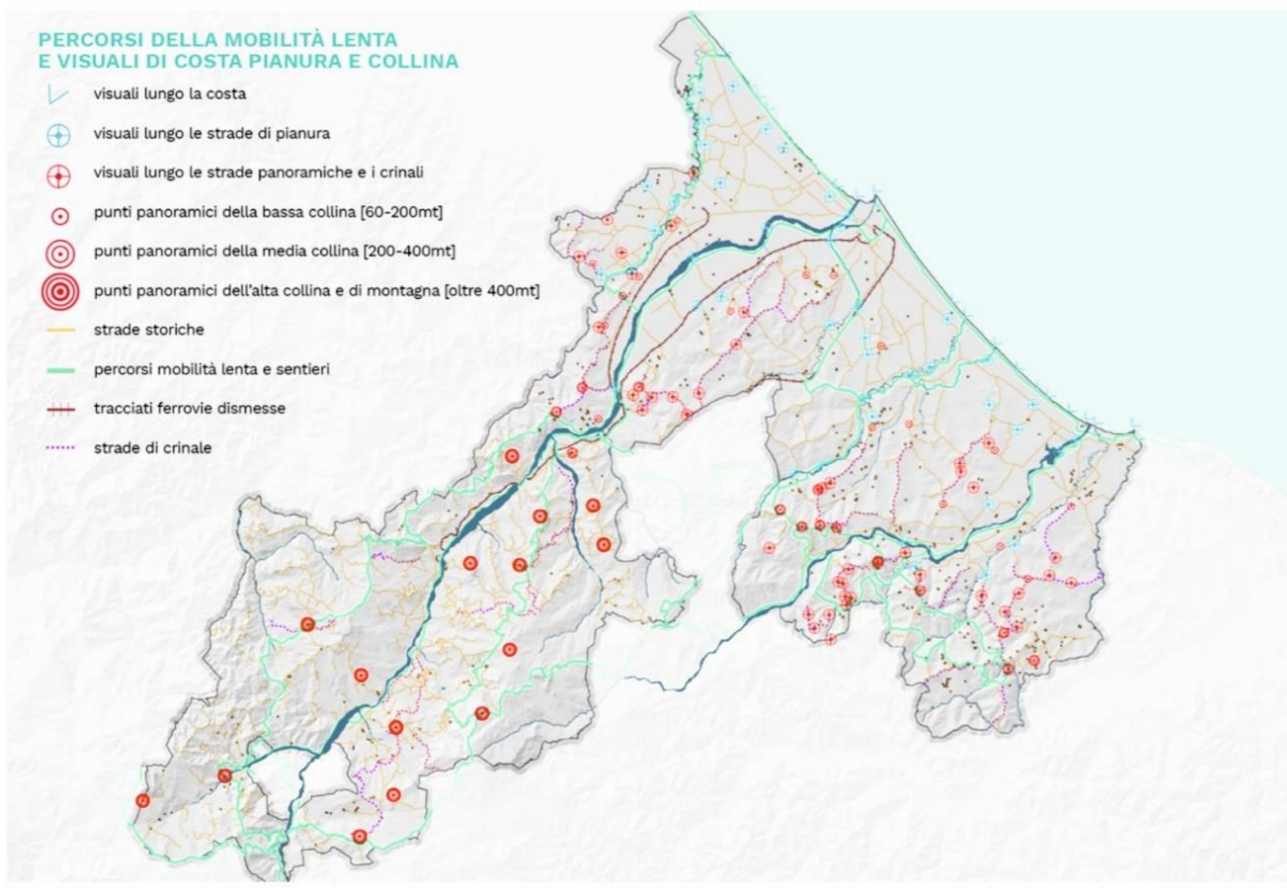 PERCORSI DELLA MOBILITÀ LENTA
E VISUALI DI COSTA PIANURA E COLLINA
visuali lungo la costa
visuali lungo le strade di pianura
visuali lungo le strade panoramiche e i crinali
punti panoramici della bassa collina [60-200mt]
punti panoramici della media collina [200-400mt]
punti panoramici dell'alta collina e di montagna [oltre 400mt]
strade storiche
percorsi mobilità lenta e sentieri
tracciati ferrovie dismesse
strade di crinale